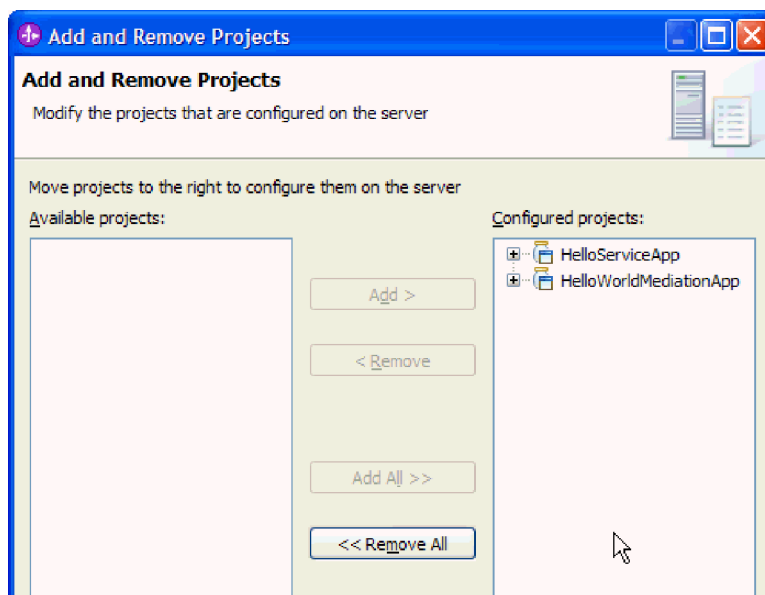 Add and Remove Projects
Add and Remove Projects
Modify the projects that are configured on the server
Move projects to the right to configure them on the server
Available projects:
Configured projects:
HelloServiceApp
HelloWorldMediationApp
Add >
< Remove
Add All >>
<< Remove All